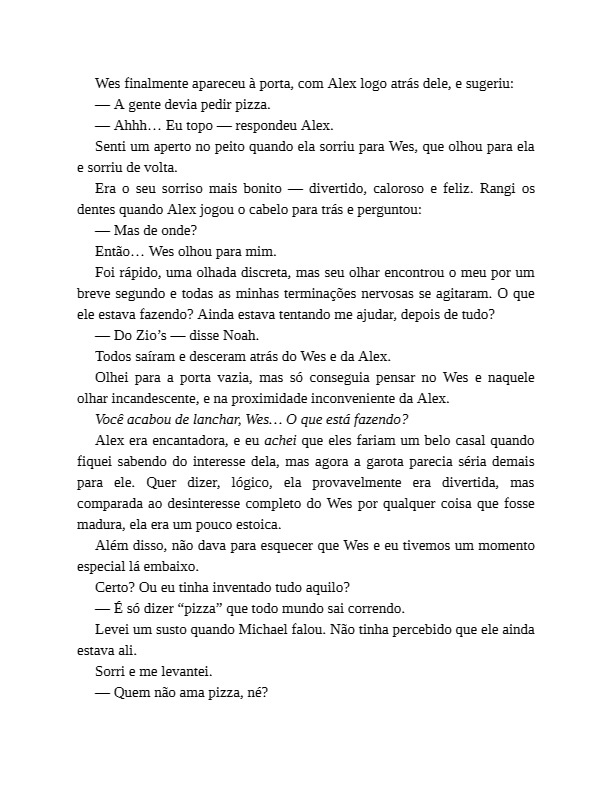 Wes finalmente apareceu à porta, com Alex logo atrás dele, e sugeriu:
— A gente devia pedir pizza.
— Ahhh… Eu topo — respondeu Alex.
Senti um aperto no peito quando ela sorriu para Wes, que olhou para ela
e sorriu de volta.
Era o seu sorriso mais bonito — divertido, caloroso e feliz. Rangi os
dentes quando Alex jogou o cabelo para trás e perguntou:
— Mas de onde?
Então… Wes olhou para mim.
Foi rápido, uma olhada discreta, mas seu olhar encontrou o meu por um
breve segundo e todas as minhas terminações nervosas se agitaram. O que
ele estava fazendo? Ainda estava tentando me ajudar, depois de tudo?
— Do Zio’s — disse Noah.
Todos saíram e desceram atrás do Wes e da Alex.
Olhei para a porta vazia, mas só conseguia pensar no Wes e naquele
olhar incandescente, e na proximidade inconveniente da Alex.
Você acabou de lanchar, Wes… O que está fazendo?
Alex era encantadora, e eu achei que eles fariam um belo casal quando
fiquei sabendo do interesse dela, mas agora a garota parecia séria demais
para ele. Quer dizer, lógico, ela provavelmente era divertida, mas
comparada ao desinteresse completo do Wes por qualquer coisa que fosse
madura, ela era um pouco estoica.
Além disso, não dava para esquecer que Wes e eu tivemos um momento
especial lá embaixo.
Certo? Ou eu tinha inventado tudo aquilo?
— É só dizer “pizza” que todo mundo sai correndo.
Levei um susto quando Michael falou. Não tinha percebido que ele ainda
estava ali.
Sorri e me levantei.
— Quem não ama pizza, né?